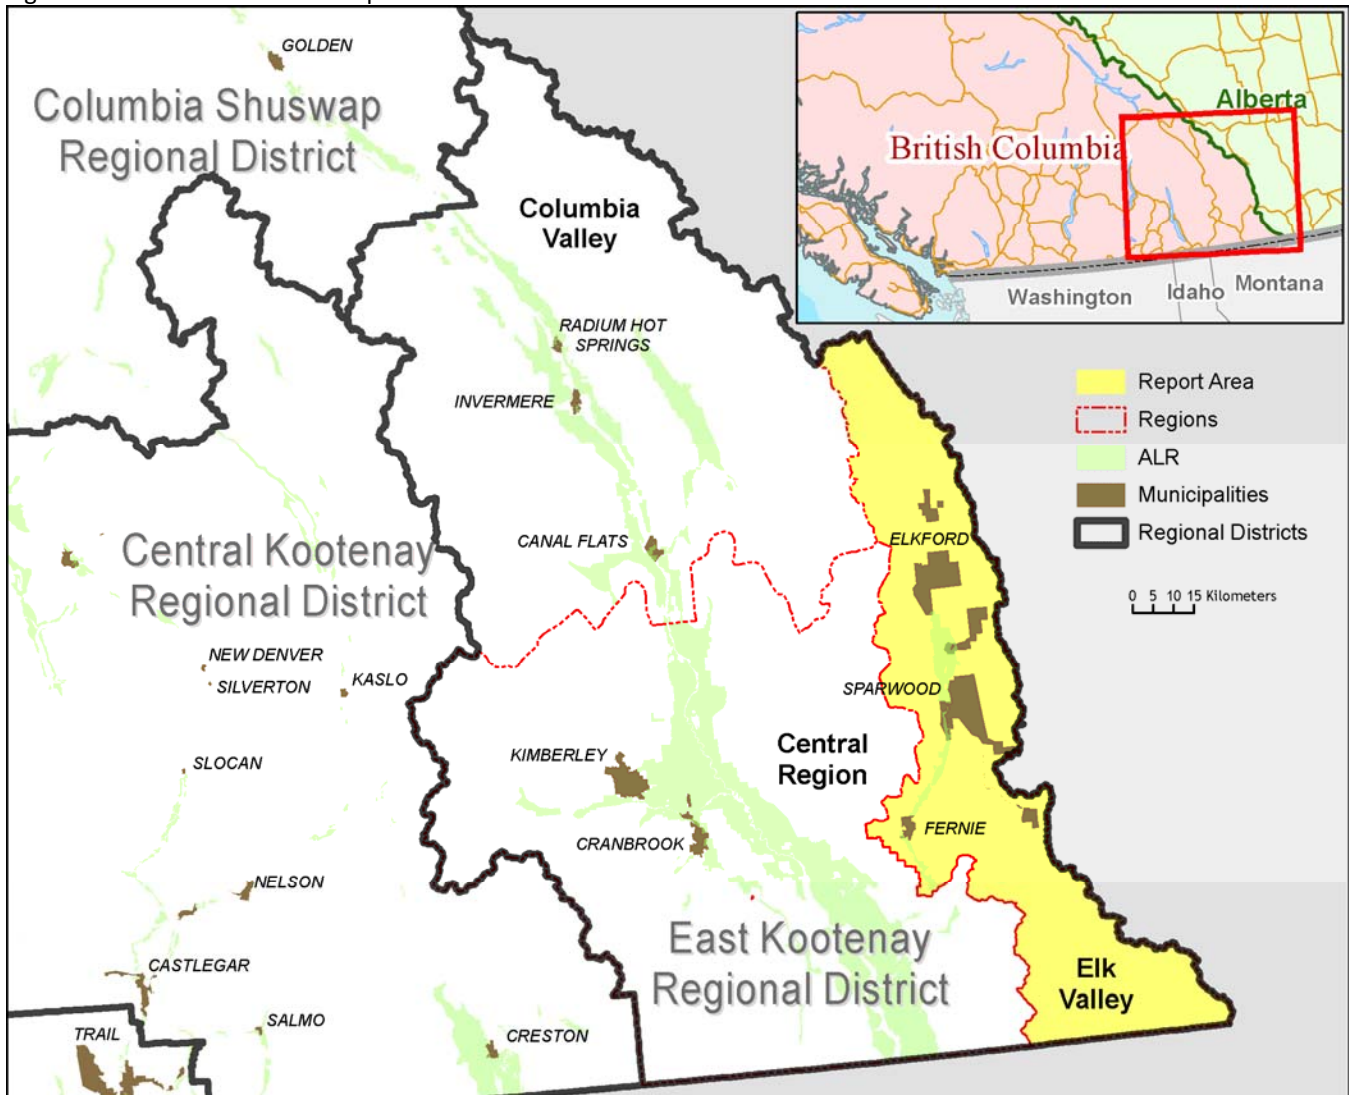 GOLDEN
Columbia Shuswap
Regional District
Columbia
Valley
British Columbia
Alberta
Washington
Idaho
Montana
RADIUM HOT
SPRINGS
INVERMERE
Report Area
Regions
ALR
Municipalities
Regional Districts
0 5 10 15 Kilometers
CANAL FLATS
ELKFORD
Central Kootenay
Regional District
NEW DENVER
SILVERTON
KASLO
SPARWOOD
SLOCAN
KIMBERLEY
Central
Region
CRANBROOK
FERNIE
NELSON
East Kootenay
Regional District
CASTLEGAR
Elk
Valley
TRAIL
SALMO
CRESTON